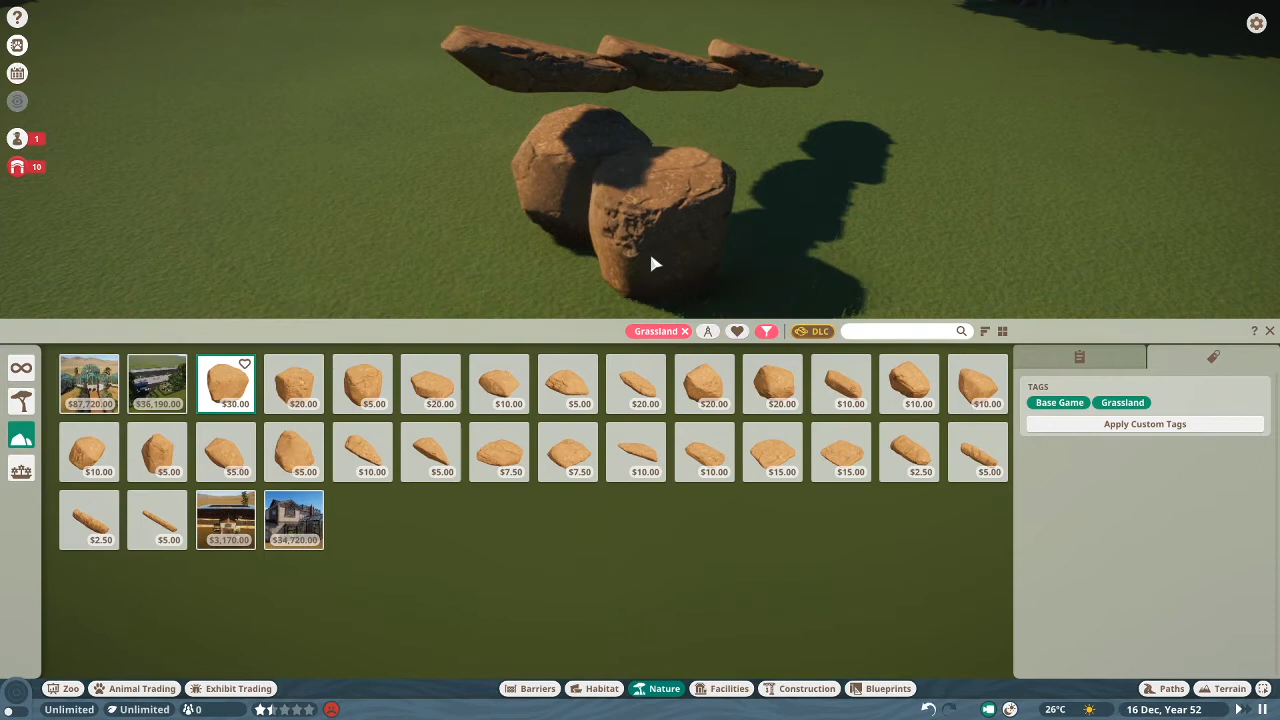 ?
1
10
Grassland ✕
DLC
? ✕
$87,720.00 $36,190.00 $30.00 $20.00 $5.00 $20.00 $10.00 $5.00 $20.00 $20.00 $20.00 $10.00 $10.00 $10.00
$10.00 $5.00 $5.00 $5.00 $10.00 $5.00 $7.50 $7.50 $10.00 $10.00 $15.00 $15.00 $2.50 $5.00
$2.50 $5.00 $3,170.00 $34,720.00
TAGS
Base Game Grassland
Apply Custom Tags
Zoo Animal Trading Exhibit Trading Barriers Habitat Nature Facilities Construction Blueprints Paths Terrain
Unlimited Unlimited 0 26°C 16 Dec, Year 52